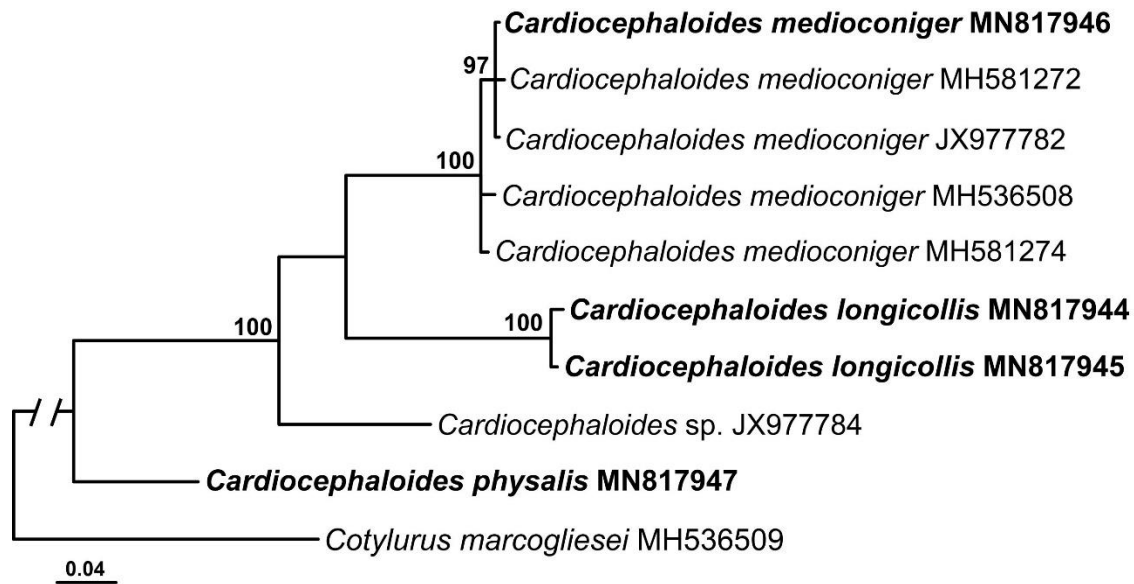 Cardiocephaloides medioconiger MN817946
97
Cardiocephaloides medioconiger MH581272
Cardiocephaloides medioconiger JX977782
100
Cardiocephaloides medioconiger MH536508
Cardiocephaloides medioconiger MH581274
Cardiocephaloides longicollis MN817944
100
100
Cardiocephaloides longicollis MN817945
Cardiocephaloides sp. JX977784
Cardiocephaloides physalis MN817947
Cotylurus marcogliesei MH536509
0.04